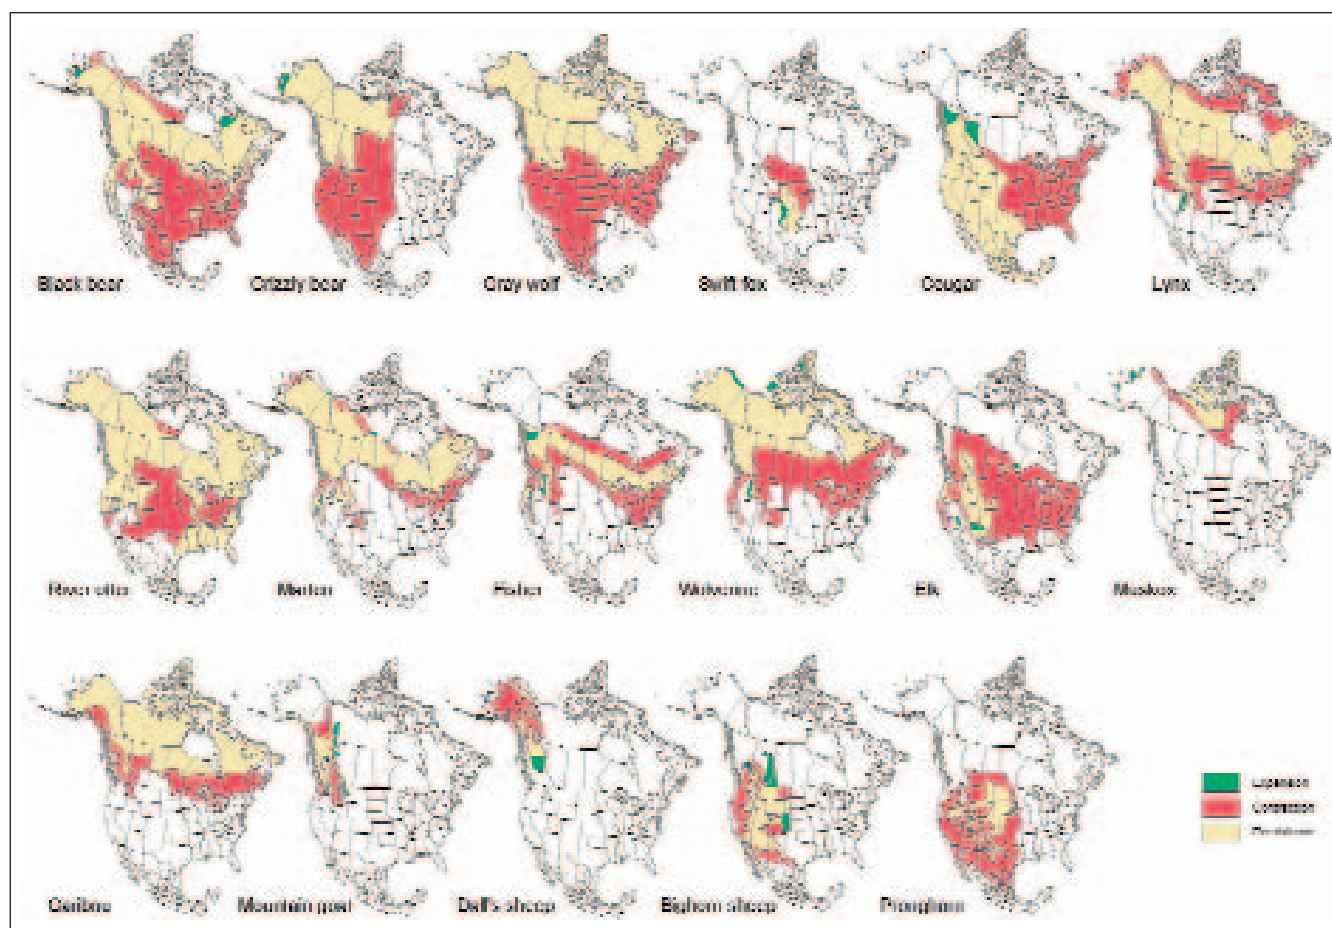 Black bear
Grizzly bear
Gray wolf
Swift fox
Cougar
Lynx
River otter
Marten
Fisher
Wolverine
Elk
Muskox
Caribou
Mountain goat
Dall's sheep
Bighorn sheep
Pronghorn
Expansion
Contraction
Persistence